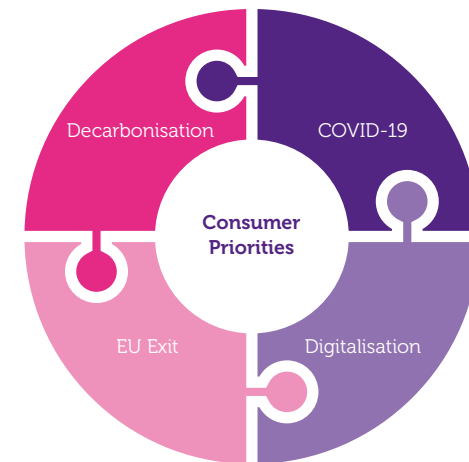 Decarbonisation
COVID-19
Consumer
Priorities
EU Exit
Digitalisation